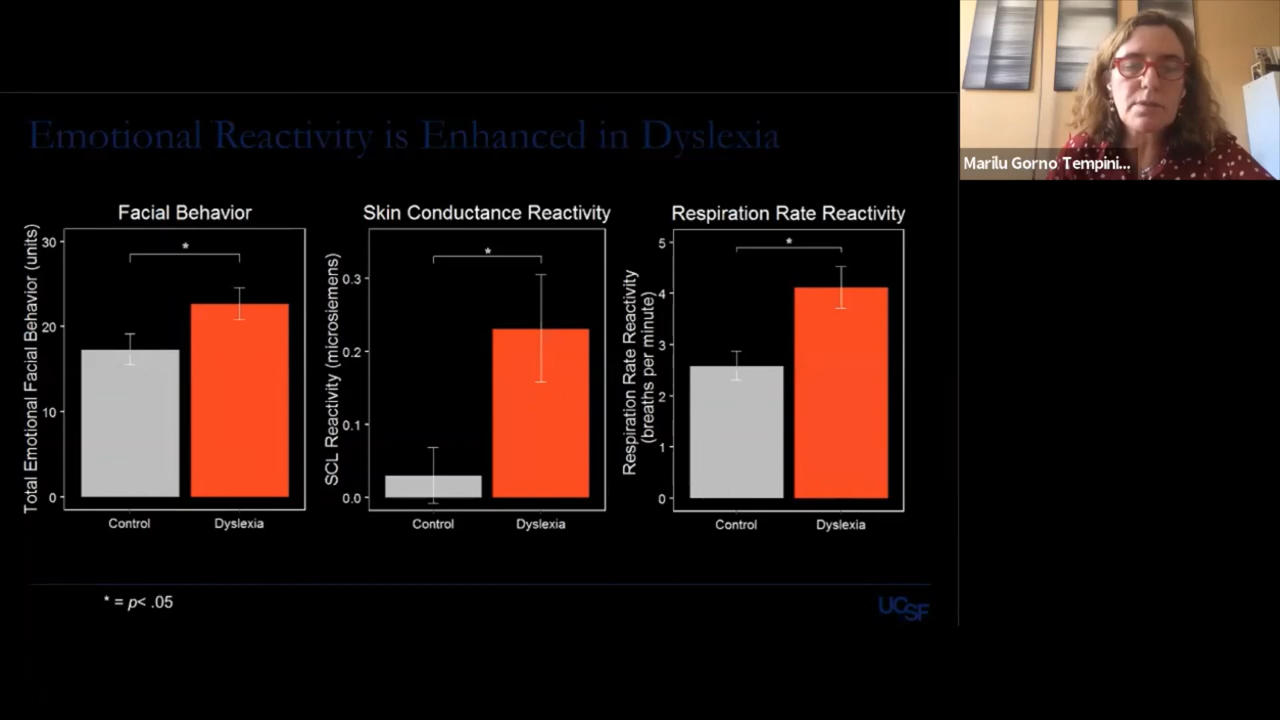 Emotional Reactivity is Enhanced in Dyslexia
Marilu Gorno Tempini...
Facial Behavior
Total Emotional Facial Behavior (units)
30
20
10
0
*
Control
Dyslexia
Skin Conductance Reactivity
SCL Reactivity (microsiemens)
0.3
0.2
0.1
0.0
*
Control
Dyslexia
Respiration Rate Reactivity
Respiration Rate Reactivity
(breaths per minute)
5
4
3
2
1
0
*
Control
Dyslexia
* = p< .05
UCSF